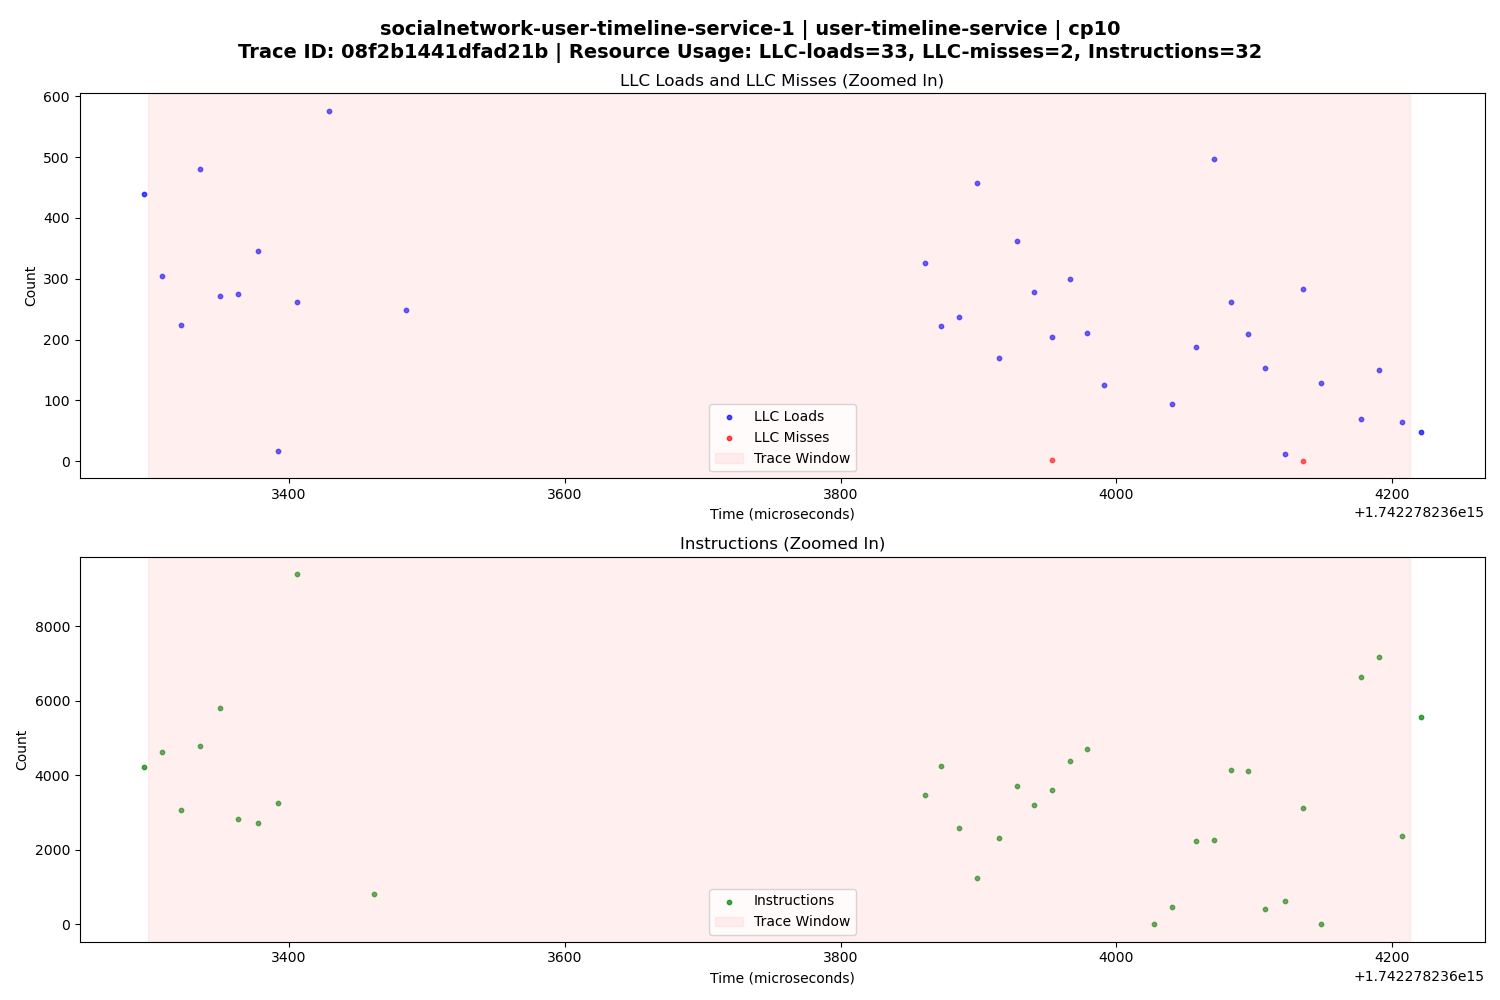 socialnetwork-user-timeline-service-1 | user-timeline-service | cp10
Trace ID: 08f2b1441dfad21b | Resource Usage: LLC-loads=33, LLC-misses=2, Instructions=32
LLC Loads and LLC Misses (Zoomed In)
600
500
400
300
200
100
0
Count
LLC Loads
LLC Misses
Trace Window
3400
3600
3800
4000
4200
Time (microseconds)
+1.742278236e15
Instructions (Zoomed In)
8000
6000
4000
2000
0
Count
Instructions
Trace Window
3400
3600
3800
4000
4200
Time (microseconds)
+1.742278236e15